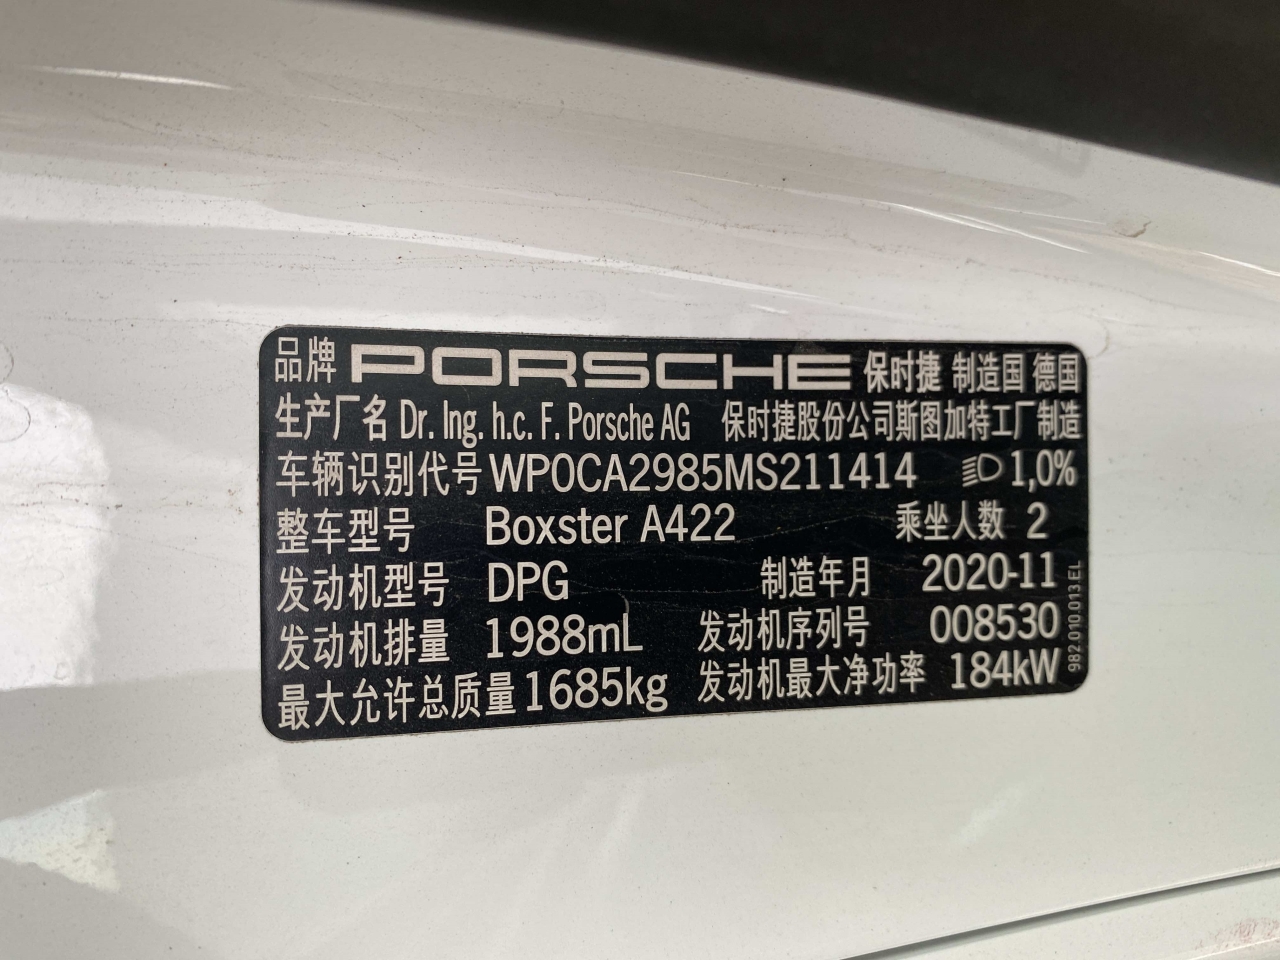 品牌 PORSCHE 保时捷 制造国 德国
生产厂名 Dr. Ing. h.c. F. Porsche AG 保时捷股份公司斯图加特工厂制造
车辆识别代号 WP0CA2985MS211414 1,0%
整车型号 Boxster A422 乘坐人数 2
发动机型号 DPG 制造年月 2020-11
发动机排量 1988mL 发动机序列号 008530
最大允许总质量 1685kg 发动机最大净功率 184kW
982.010.013 EL